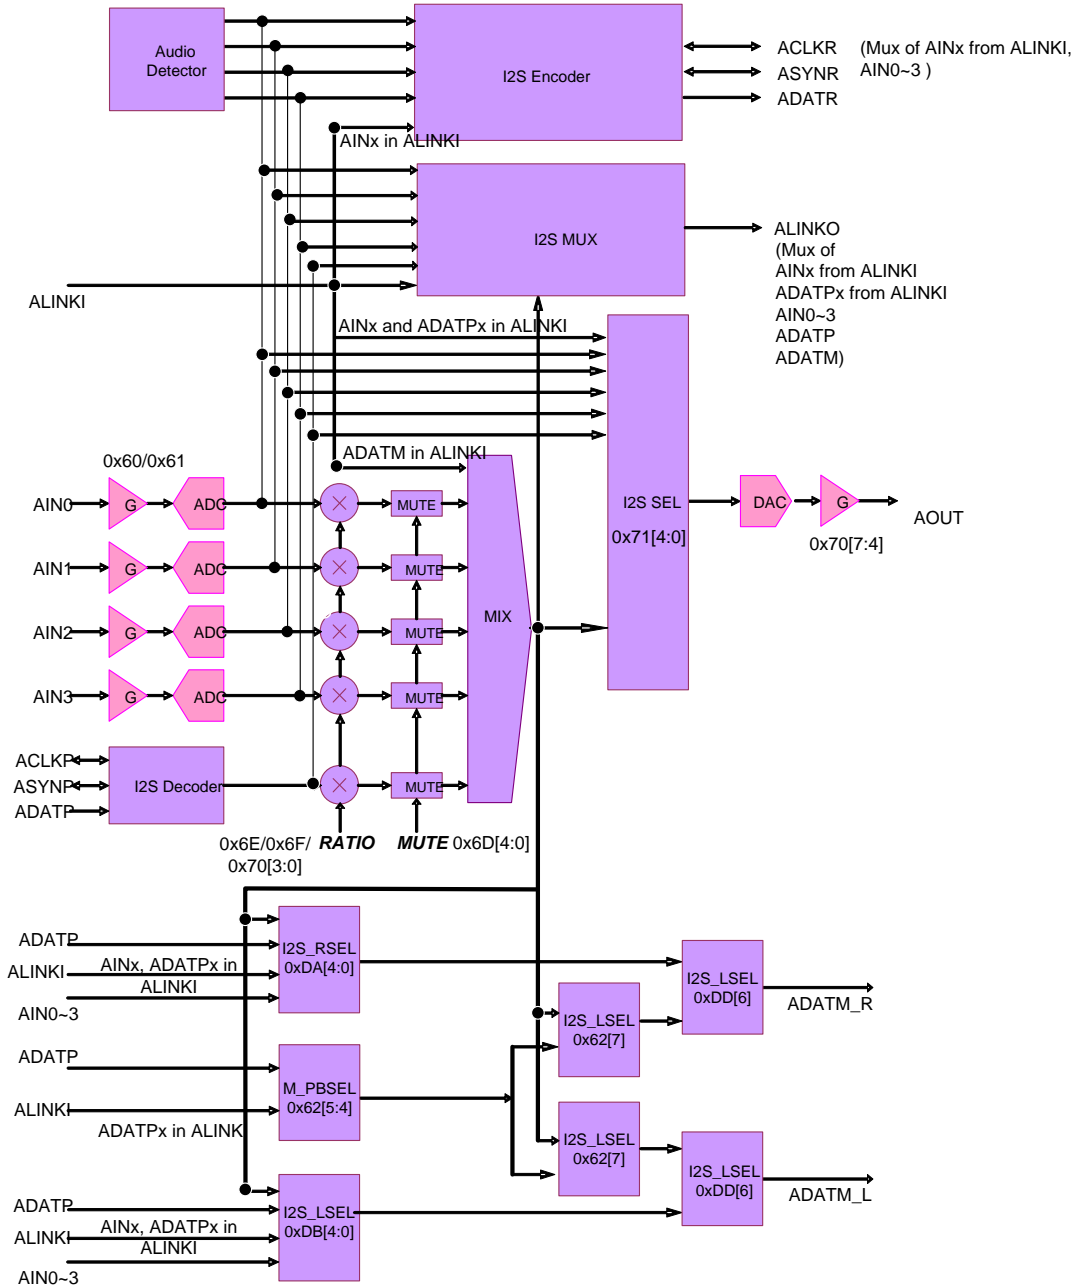 Audio
Detector
I2S Encoder
ACLKR
(Mux of AINx from ALINKI,
ASYNR
AIN0~3 )
ADATR
AINx in ALINKI
I2S MUX
ALINKO
(Mux of
AINx from ALINKI
ADATPx from ALINKI
AIN0~3
ADATP
ADATM)
ALINKI
AINx and ADATPx in ALINKI
ADATM in ALINKI
0x60/0x61
AIN0
G
ADC
MUTE
I2S SEL
0x71[4:0]
DAC
G
AOUT
0x70[7:4]
AIN1
G
ADC
MUTE
MIX
AIN2
G
ADC
MUTE
AIN3
G
ADC
MUTE
ACLKP
ASYNP
ADATP
I2S Decoder
MUTE
0x6E/0x6F/
0x70[3:0]
RATIO
MUTE
0x6D[4:0]
ADATP
ALINKI
AINx, ADATPx in
ALINKI
AIN0~3
I2S_RSEL
0xDA[4:0]
I2S_LSEL
0xDD[6]
ADATM_R
I2S_LSEL
0x62[7]
ADATP
M_PBSEL
0x62[5:4]
ALINKI
ADATPx in ALINK
I2S_LSEL
0x62[7]
I2S_LSEL
0xDD[6]
ADATM_L
ADATP
ALINKI
AINx, ADATPx in
ALINKI
AIN0~3
I2S_LSEL
0xDB[4:0]